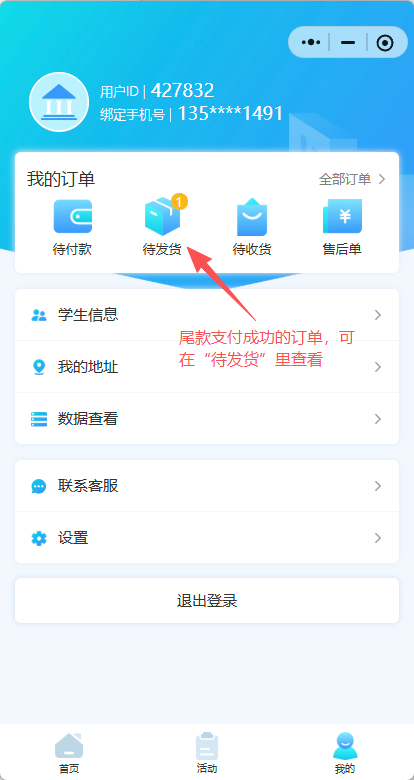 用户ID | 427832
绑定手机号 | 135****1491
我的订单
全部订单
1
待付款
待发货
待收货
售后单
学生信息
尾款支付成功的订单，可
在“待发货”里查看
我的地址
数据查看
联系客服
设置
退出登录
首页
活动
我的